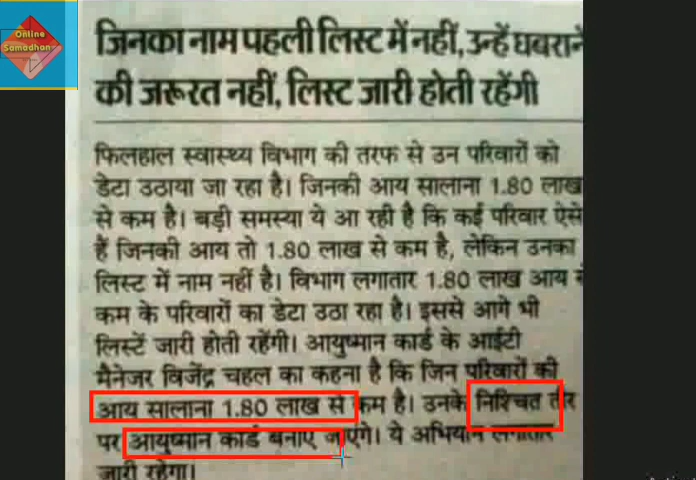 Online
Samadhan
जिनका नाम पहली लिस्ट में नहीं, उन्हें घबराने
की जरूरत नहीं, लिस्ट जारी होती रहेंगी
फिलहाल स्वास्थ्य विभाग की तरफ से उन परिवारों को
डेटा उठाया जा रहा है। जिनकी आय सालाना 1.80 लाख
से कम है। बड़ी समस्या ये आ रही है कि कई परिवार ऐसे
हैं जिनकी आय तो 1.80 लाख से कम है, लेकिन उनका
लिस्ट में नाम नहीं है। विभाग लगातार 1.80 लाख आय से
कम के परिवारों का डेटा उठा रहा है। इससे आगे भी
लिस्टें जारी होती रहेंगी। आयुष्मान कार्ड के आईटी
मैनेजर विजेंद्र चहल का कहना है कि जिन परिवारों की
आय सालाना 1.80 लाख से कम है। उनके निश्चित तौर
पर आयुष्मान कार्ड बनाए जाएंगे। ये अभियान लगातार
जारी रहेगा।